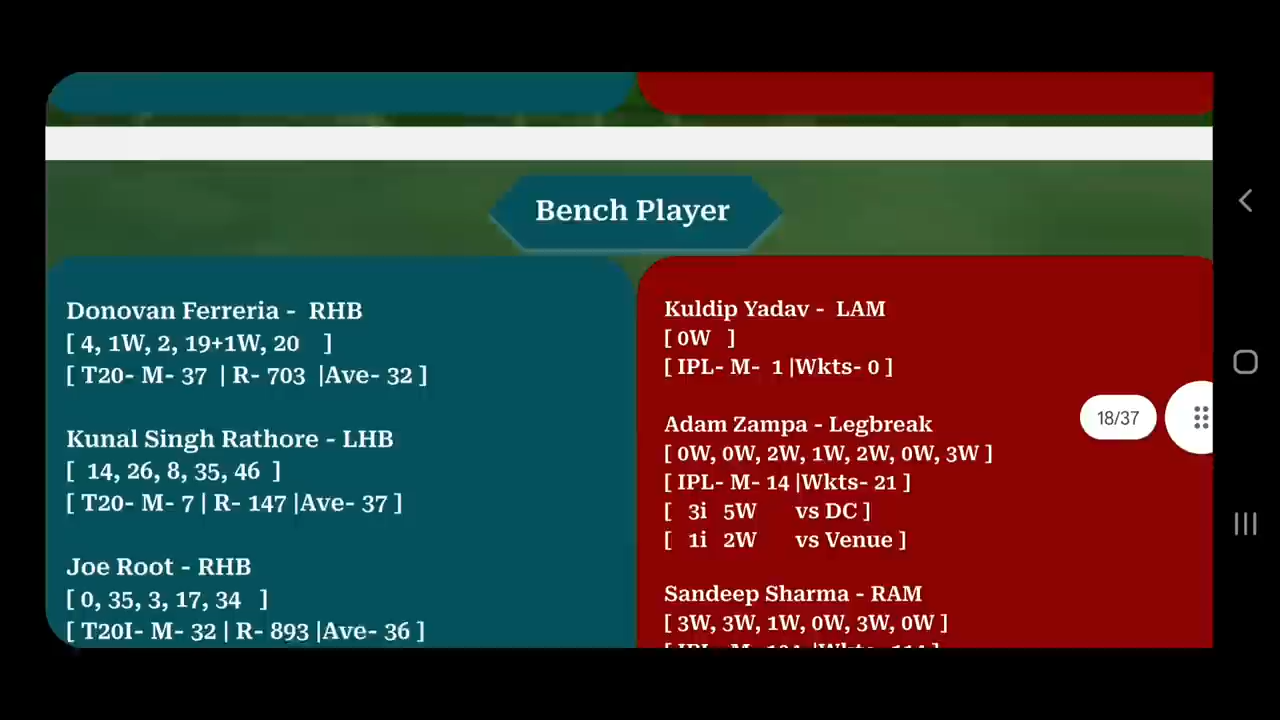 Bench Player
Donovan Ferreria - RHB
[ 4, 1W, 2, 19+1W, 20 ]
[ T20- M- 37 | R- 703 |Ave- 32 ]
Kunal Singh Rathore - LHB
[ 14, 26, 8, 35, 46 ]
[ T20- M- 7 | R- 147 |Ave- 37 ]
Joe Root - RHB
[ 0, 35, 3, 17, 34 ]
[ T20I- M- 32 | R- 893 |Ave- 36 ]
Kuldip Yadav - LAM
[ 0W ]
[ IPL- M- 1 |Wkts- 0 ]
Adam Zampa - Legbreak
[ 0W, 0W, 2W, 1W, 2W, 0W, 3W ]
[ IPL- M- 14 |Wkts- 21 ]
[ 3i 5W vs DC ]
[ 1i 2W vs Venue ]
Sandeep Sharma - RAM
[ 3W, 3W, 1W, 0W, 3W, 0W ]
18/37